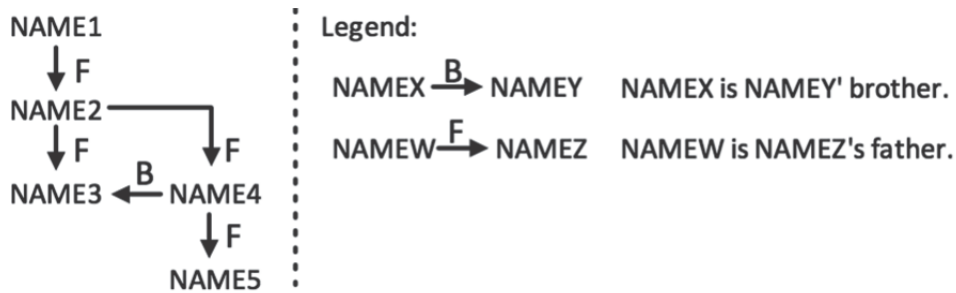 NAME1
F
NAME2
F
F
NAME3
B
NAME4
F
NAME5
Legend:
NAMEX B NAMEY NAMEX is NAMEY' brother.
NAMEW F NAMEZ NAMEW is NAMEZ's father.